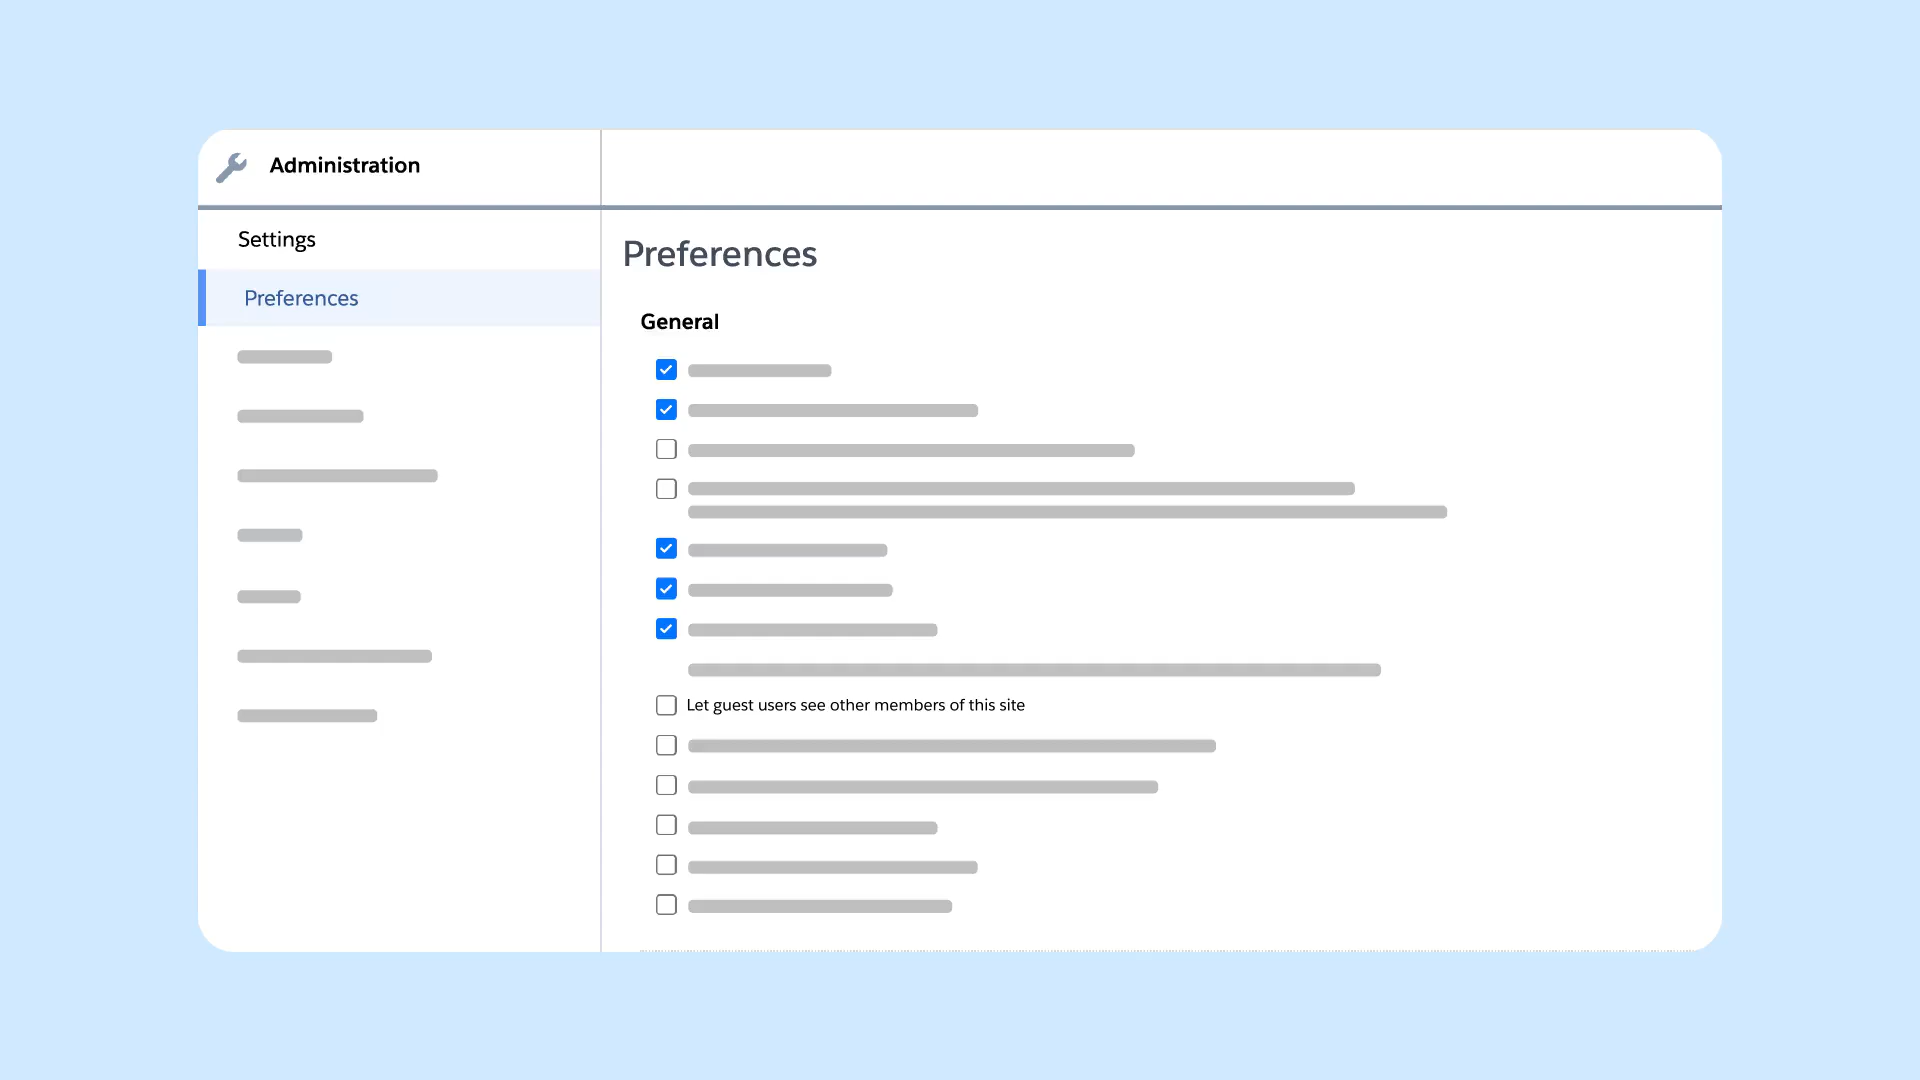 Administration
Settings
Preferences
Preferences
General
Let guest users see other members of this site